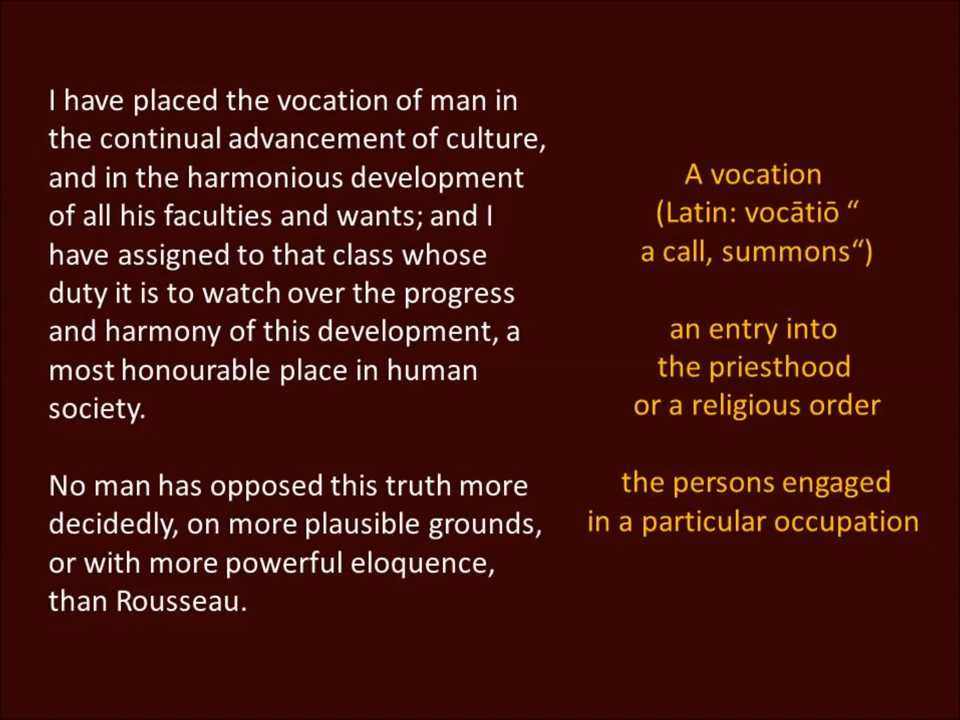 I have placed the vocation of man in
the continual advancement of culture,
and in the harmonious development
of all his faculties and wants; and I
have assigned to that class whose
duty it is to watch over the progress
and harmony of this development, a
most honourable place in human
society.
No man has opposed this truth more
decidedly, on more plausible grounds,
or with more powerful eloquence,
than Rousseau.
A vocation
(Latin: vocātiō “
a call, summons“)
an entry into
the priesthood
or a religious order
the persons engaged
in a particular occupation